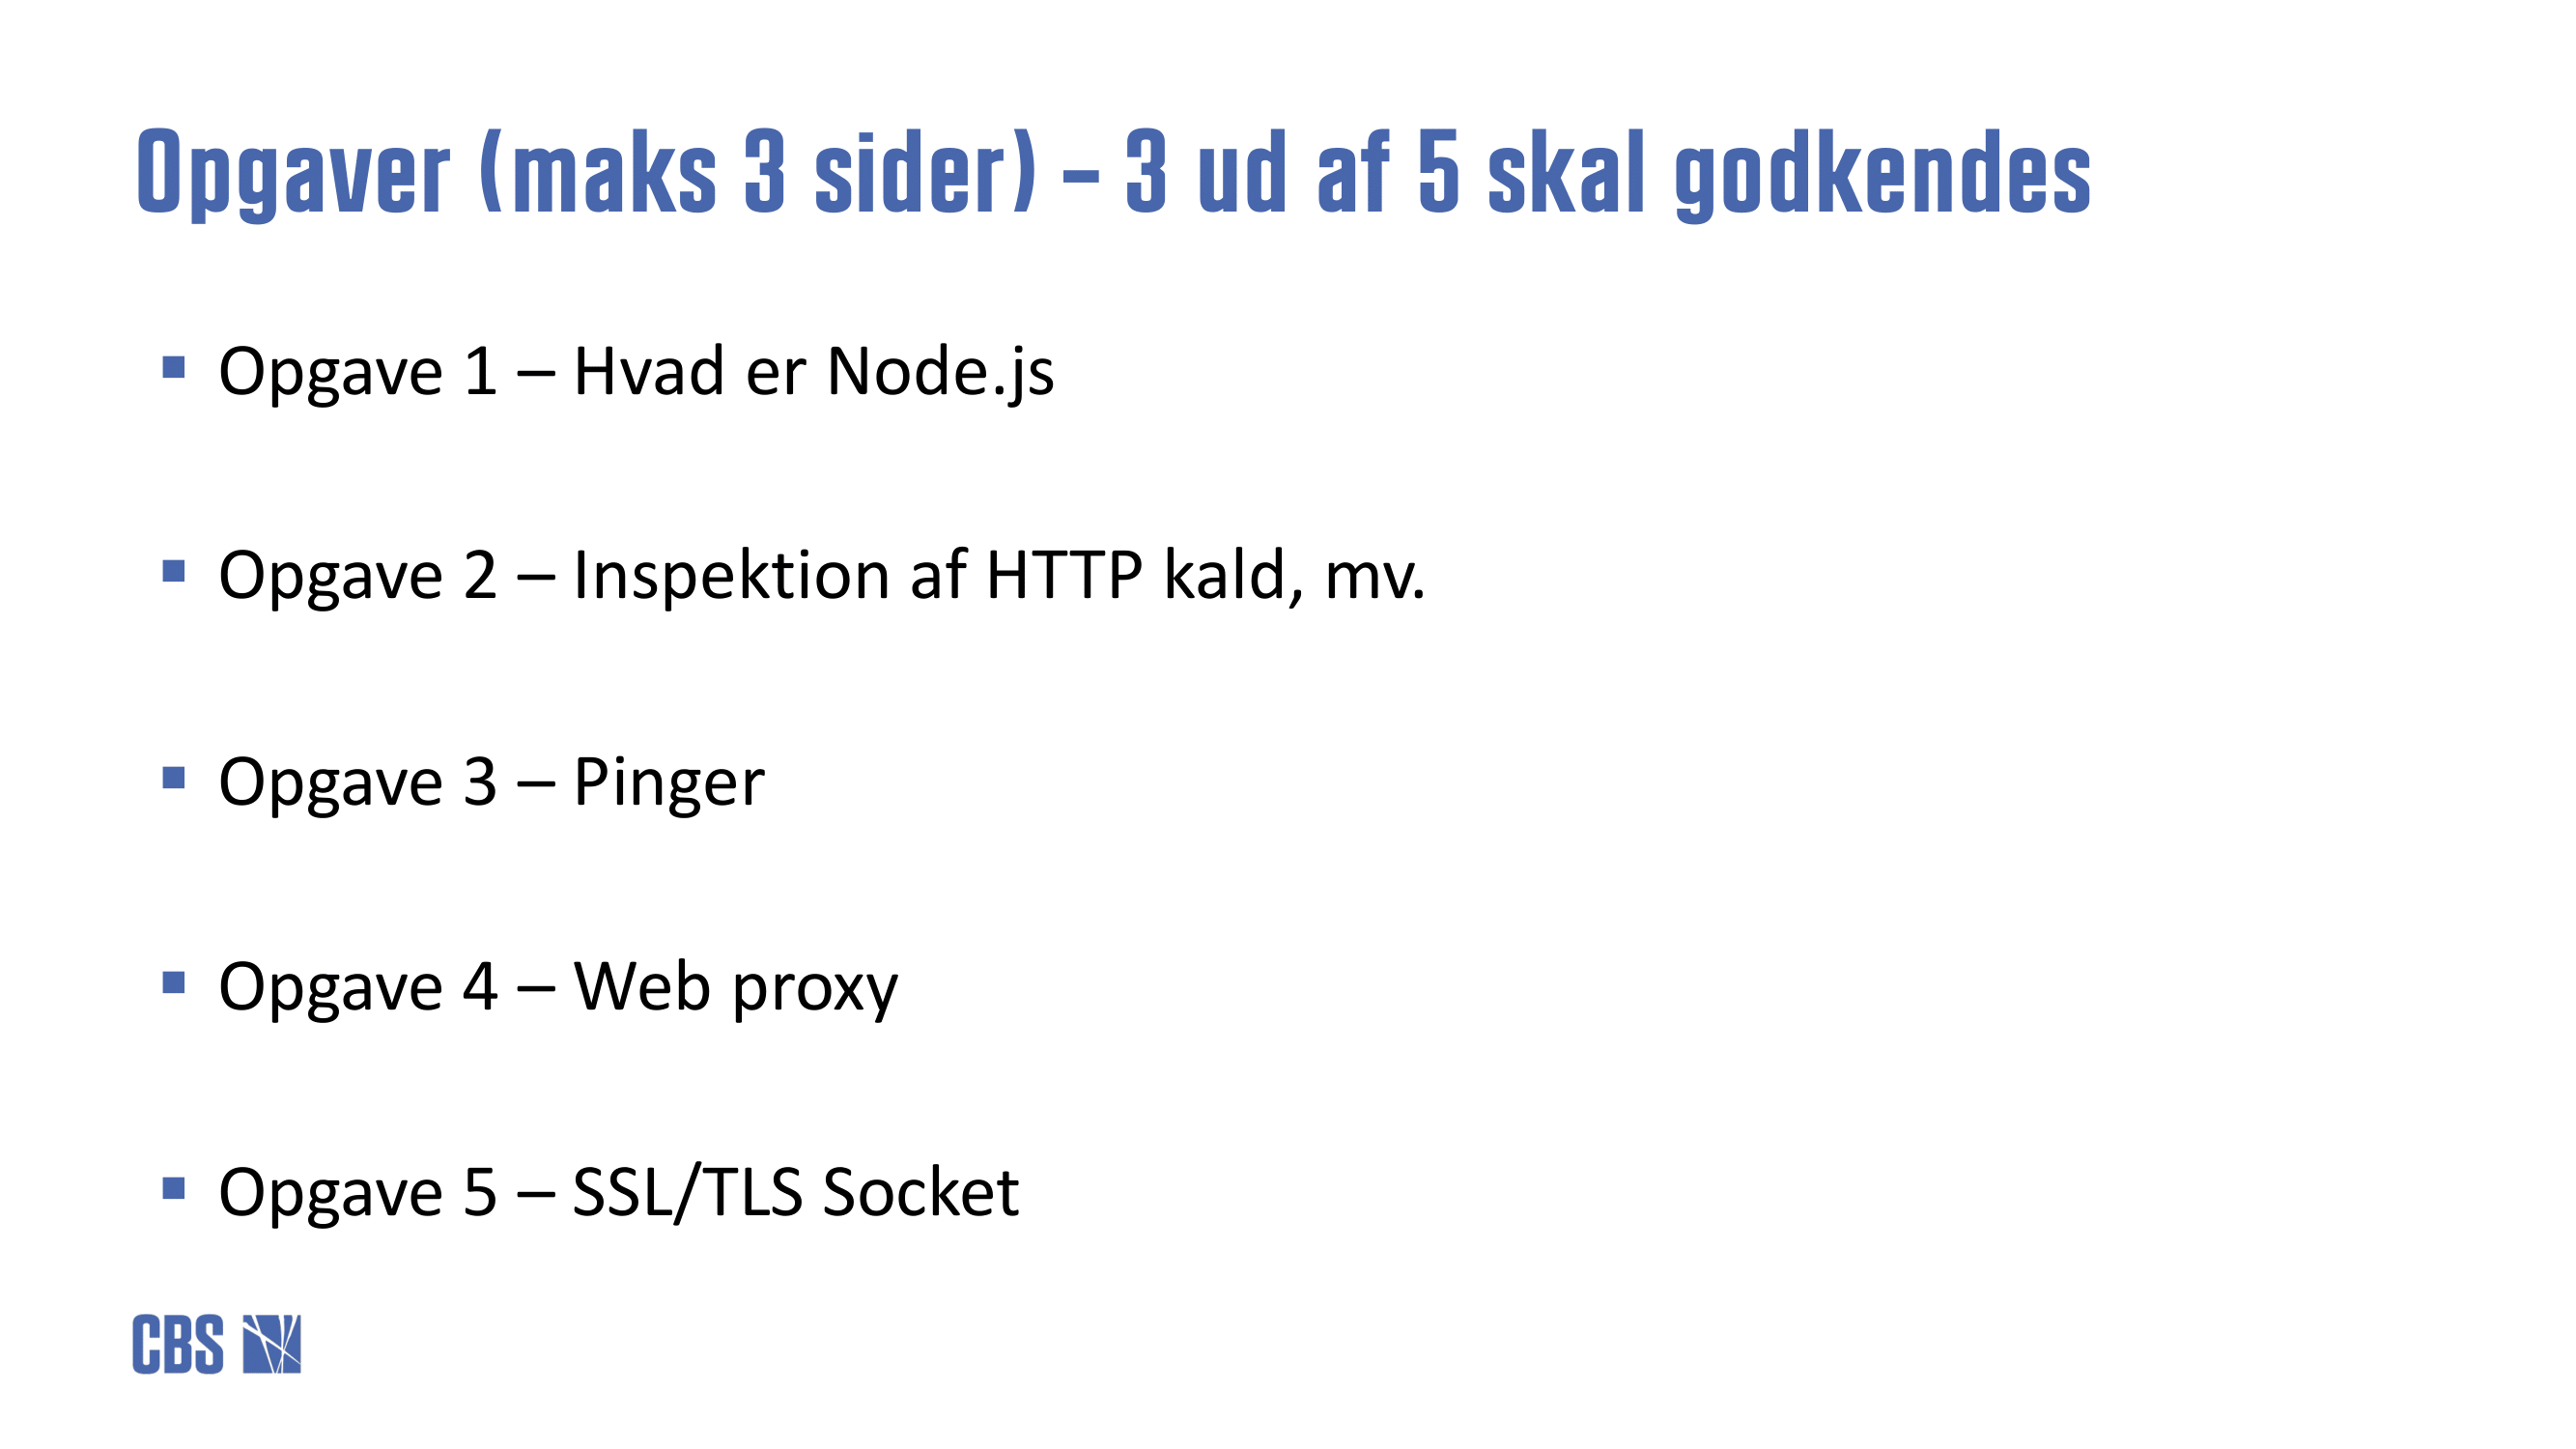 Opgaver (maks 3 sider) – 3 ud af 5 skal godkendes
▪ Opgave 1 – Hvad er Node.js
▪ Opgave 2 – Inspektion af HTTP kald, mv.
▪ Opgave 3 – Pinger
▪ Opgave 4 – Web proxy
▪ Opgave 5 – SSL/TLS Socket
CBS